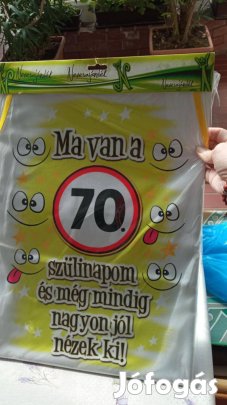 Ma van a
70.
szülinapom
és még mindig
nagyon jól
nézek ki!
Jófogás